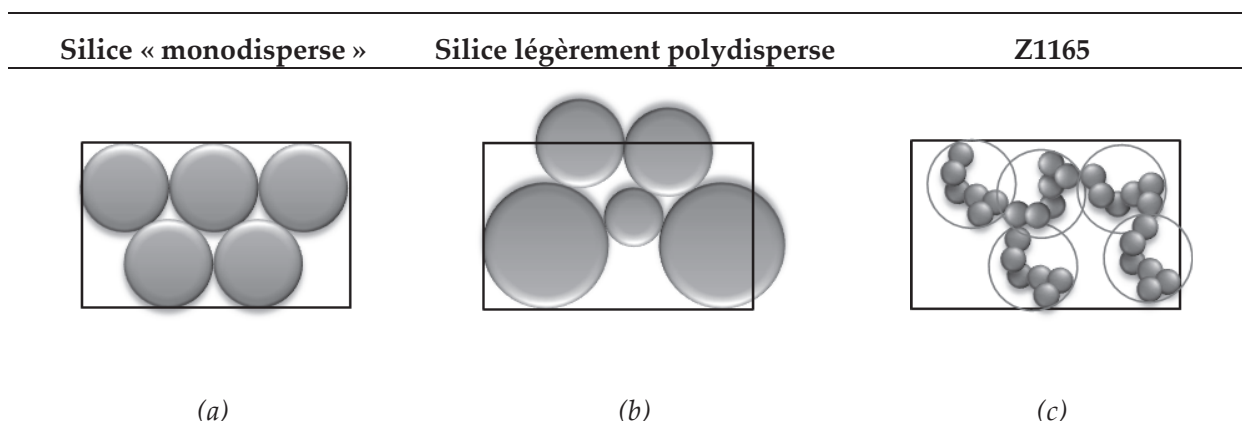 Silice « monodisperse » Silice légèrement polydisperse Z1165
(a) (b) (c)